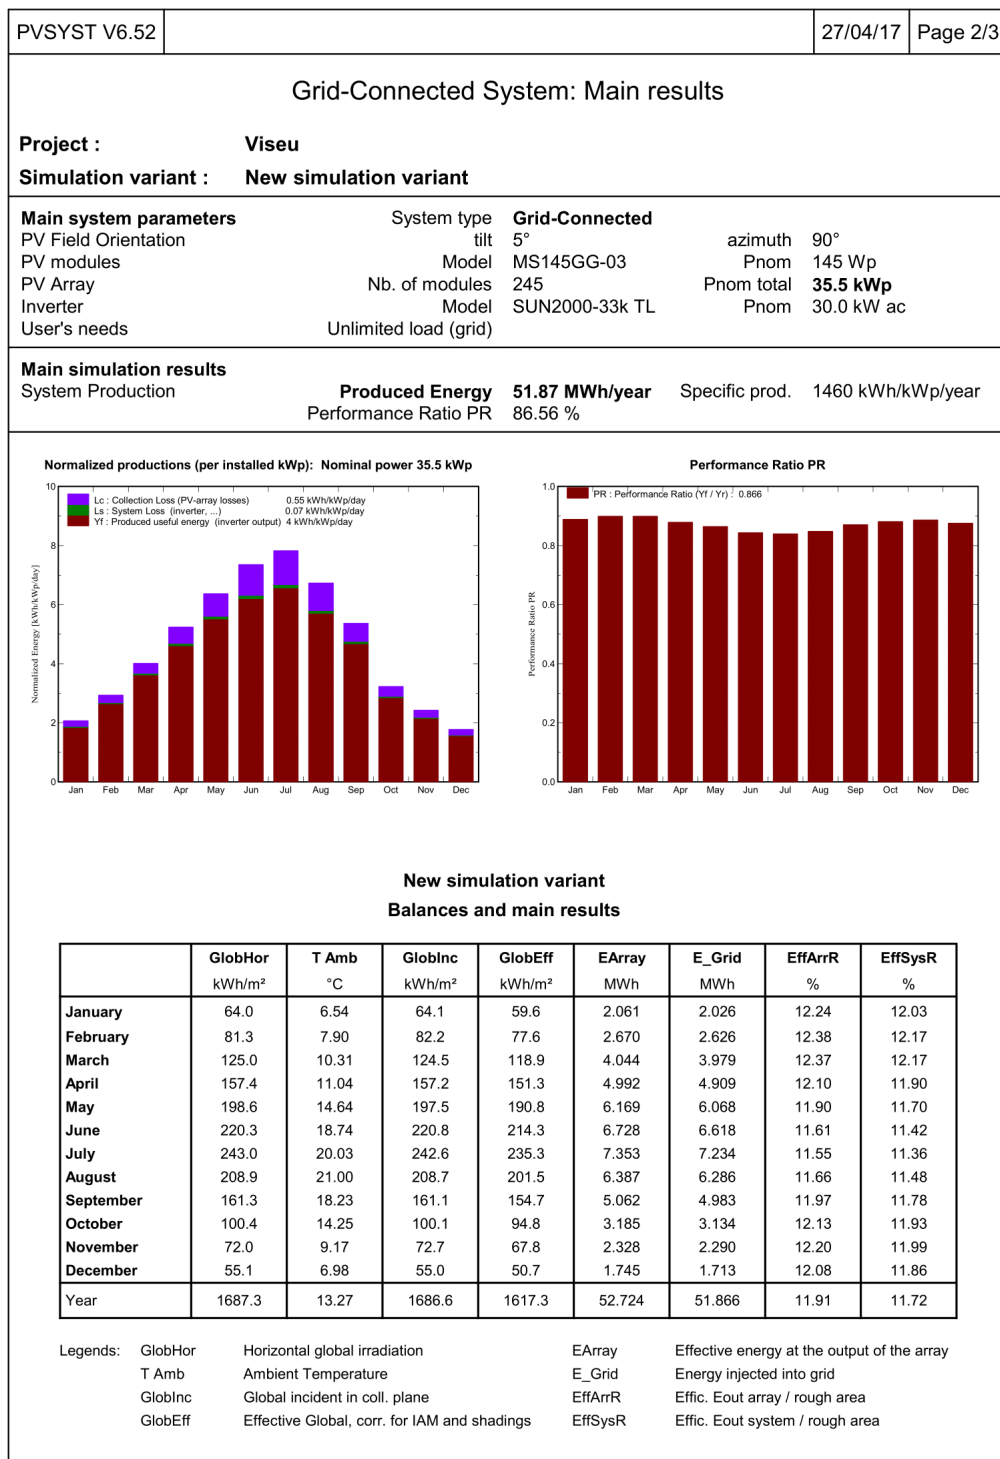 PVSYST V6.52 27/04/17 Page 2/3
Grid-Connected System: Main results
Project : Viseu
Simulation variant : New simulation variant
Main system parameters System type Grid-Connected
PV Field Orientation tilt 5° azimuth 90°
PV modules Model MS145GG-03 Pnom 145 Wp
PV Array Nb. of modules 245 Pnom total 35.5 kWp
Inverter Model SUN2000-33k TL Pnom 30.0 kW ac
User's needs Unlimited load (grid)
Main simulation results
System Production Produced Energy 51.87 MWh/year Specific prod. 1460 kWh/kWp/year
Performance Ratio PR 86.56 %
Normalized productions (per installed kWp): Nominal power 35.5 kWp
Lc : Collection Loss (PV-array losses) 0.55 kWh/kWp/day
Ls : System Loss (inverter, ...) 0.07 kWh/kWp/day
Yf : Produced useful energy (inverter output) 4 kWh/kWp/day
Normalized Energy [kWh/kWp/day]
10
8
6
4
2
0
Jan Feb Mar Apr May Jun Jul Aug Sep Oct Nov Dec
Performance Ratio PR
PR : Performance Ratio (Yf / Yr) : 0.866
Performance Ratio PR
1.0
0.8
0.6
0.4
0.2
0.0
Jan Feb Mar Apr May Jun Jul Aug Sep Oct Nov Dec
New simulation variant
Balances and main results
GlobHor T Amb GlobInc GlobEff EArray E_Grid EffArrR EffSysR
kWh/m² °C kWh/m² kWh/m² MWh MWh % %
January 64.0 6.54 64.1 59.6 2.061 2.026 12.24 12.03
February 81.3 7.90 82.2 77.6 2.670 2.626 12.38 12.17
March 125.0 10.31 124.5 118.9 4.044 3.979 12.37 12.17
April 157.4 11.04 157.2 151.3 4.992 4.909 12.10 11.90
May 198.6 14.64 197.5 190.8 6.169 6.068 11.90 11.70
June 220.3 18.74 220.8 214.3 6.728 6.618 11.61 11.42
July 243.0 20.03 242.6 235.3 7.353 7.234 11.55 11.36
August 208.9 21.00 208.7 201.5 6.387 6.286 11.66 11.48
September 161.3 18.23 161.1 154.7 5.062 4.983 11.97 11.78
October 100.4 14.25 100.1 94.8 3.185 3.134 12.13 11.93
November 72.0 9.17 72.7 67.8 2.328 2.290 12.20 11.99
December 55.1 6.98 55.0 50.7 1.745 1.713 12.08 11.86
Year 1687.3 13.27 1686.6 1617.3 52.724 51.866 11.91 11.72
Legends: GlobHor Horizontal global irradiation EArray Effective energy at the output of the array
T Amb Ambient Temperature E_Grid Energy injected into grid
GlobInc Global incident in coll. plane EffArrR Effic. Eout array / rough area
GlobEff Effective Global, corr. for IAM and shadings EffSysR Effic. Eout system / rough area